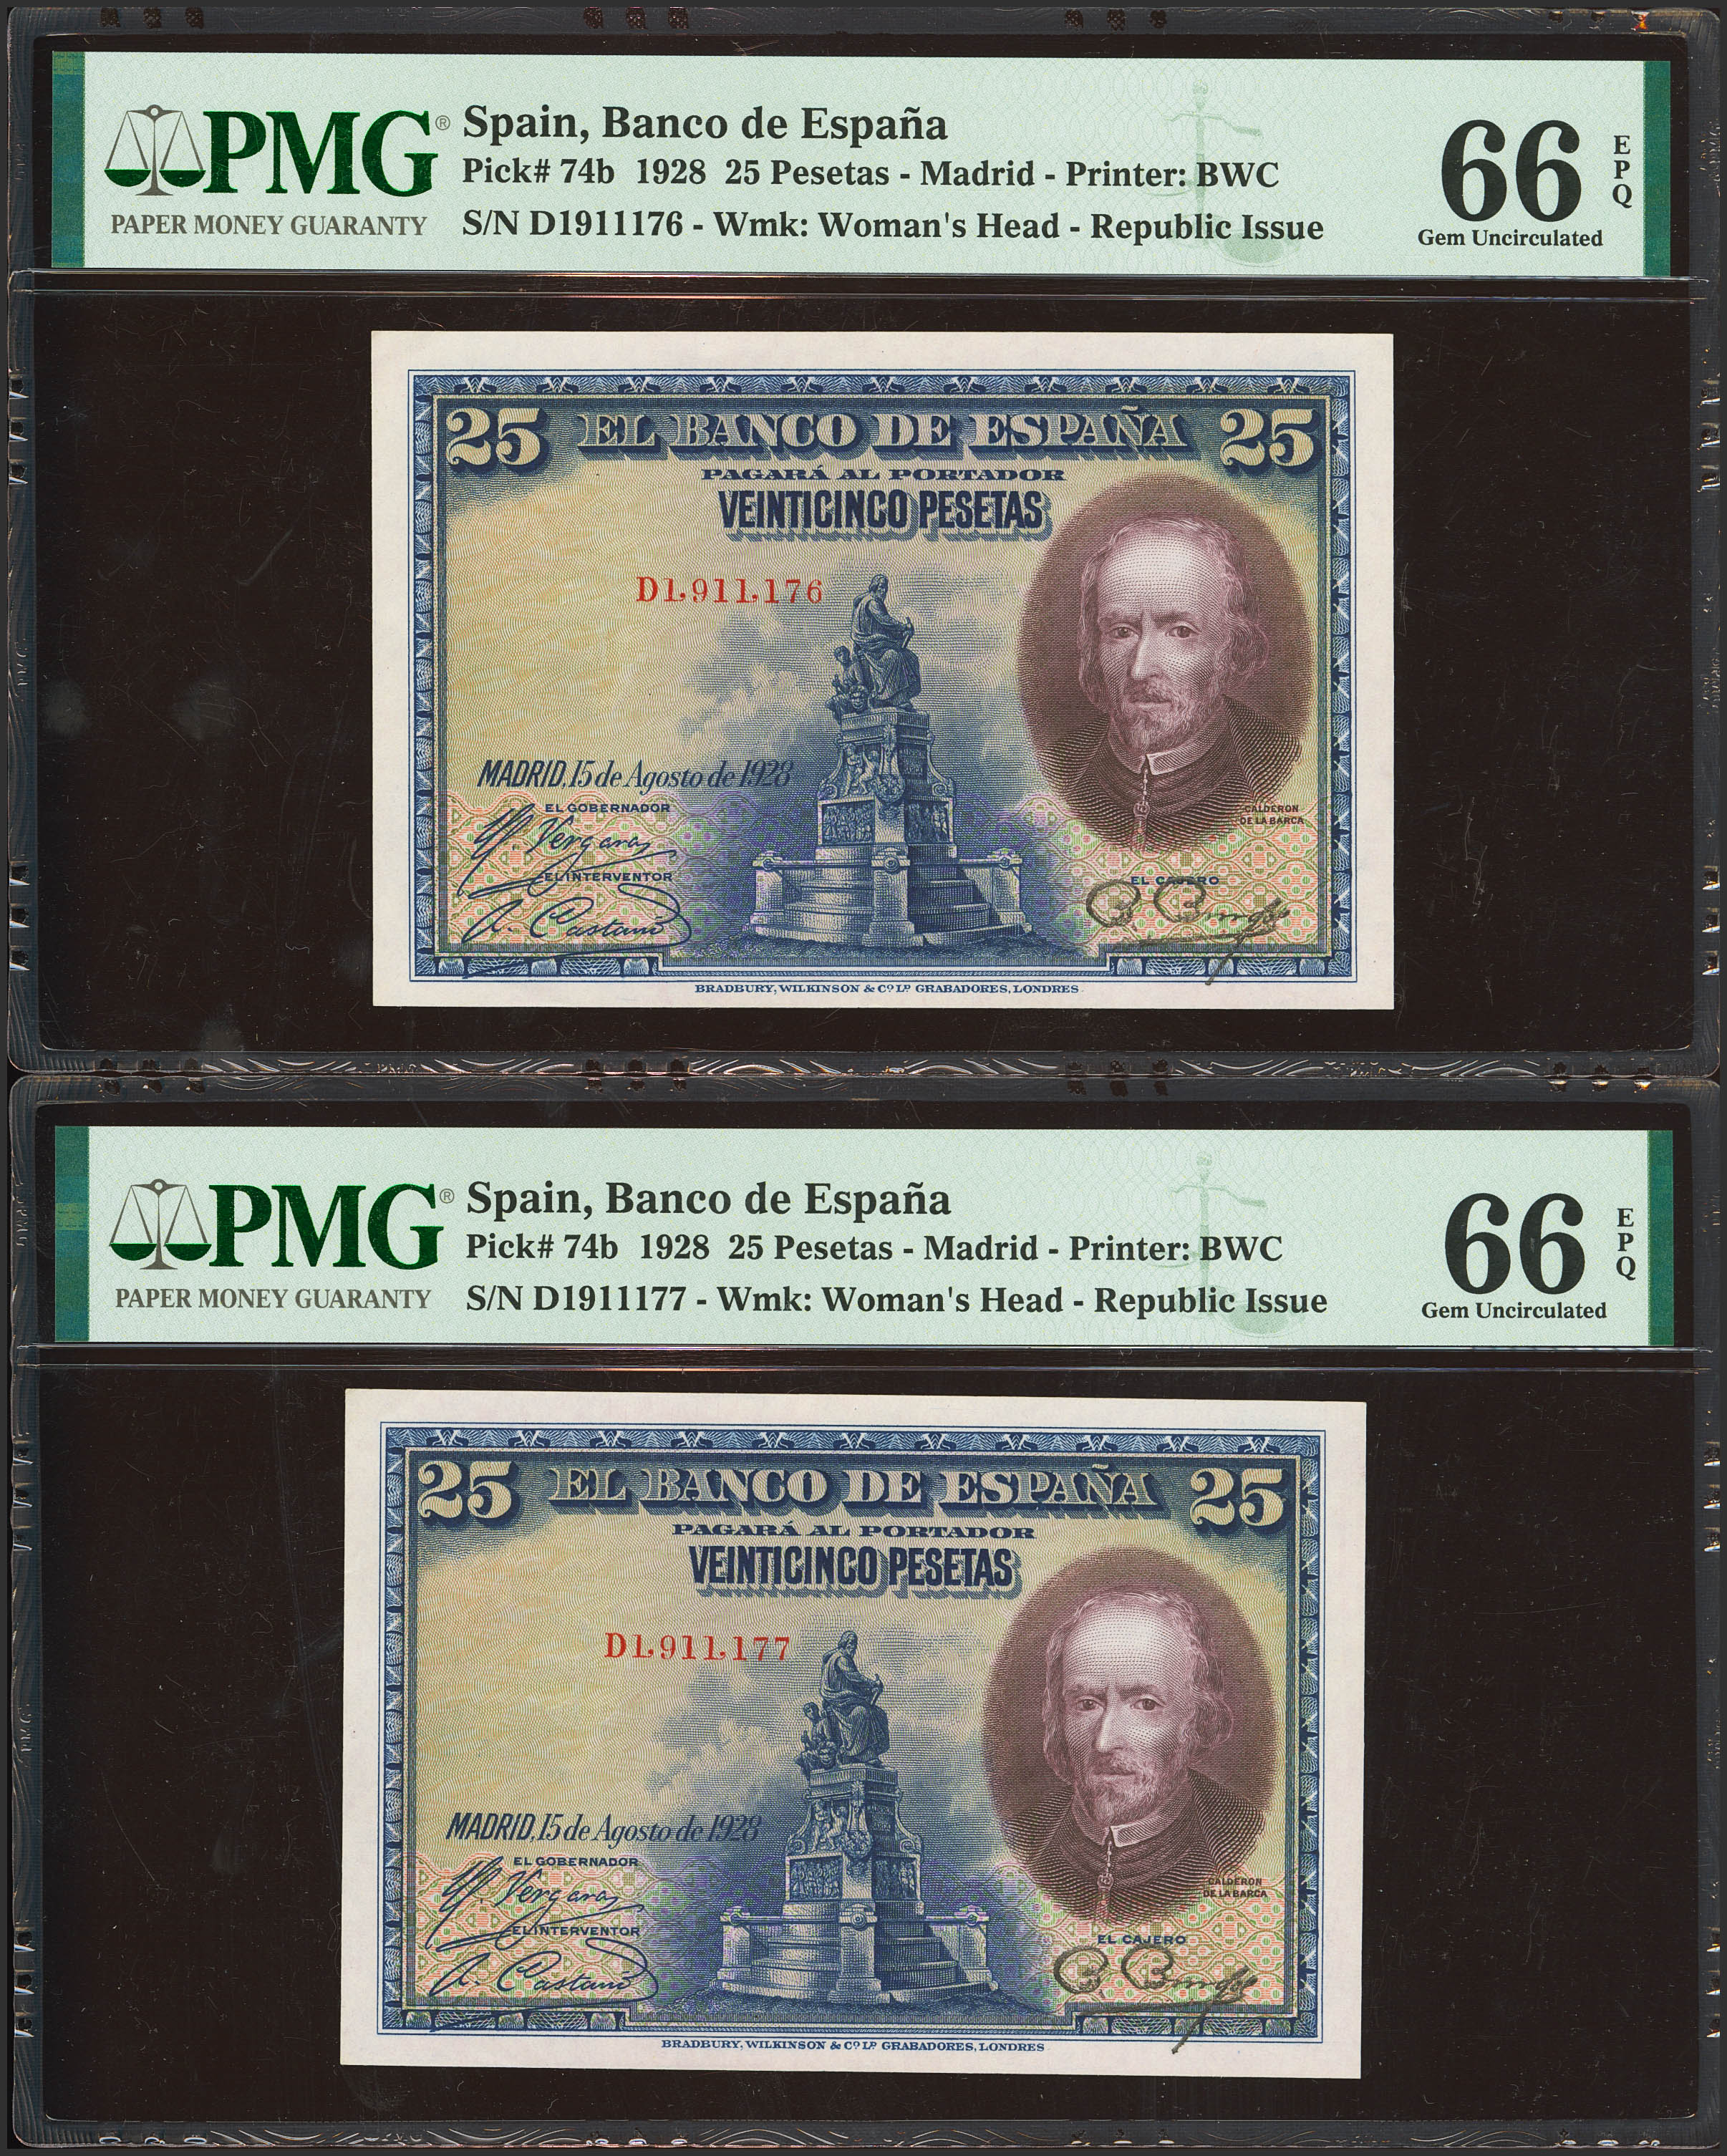 PMG®
PAPER MONEY GUARANTY
Spain, Banco de España
Pick# 74b 1928 25 Pesetas - Madrid - Printer: BWC
S/N D1911176 - Wmk: Woman's Head - Republic Issue
66 EPQ
Gem Uncirculated
25 EL BANCO DE ESPAÑA 25
PAGARÁ AL PORTADOR
VEINTICINCO PESETAS
D1,911,176
MADRID, 15 de Agosto de 1928
EL GOBERNADOR
Vergara
CALDERON
DE LA BARCA
EL INTERVENTOR
EL CAJERO
A. Castaño
BRADBURY, WILKINSON & Cº Lᴰ GRABADORES, LONDRES
PMG®
PAPER MONEY GUARANTY
Spain, Banco de España
Pick# 74b 1928 25 Pesetas - Madrid - Printer: BWC
S/N D1911177 - Wmk: Woman's Head - Republic Issue
66 EPQ
Gem Uncirculated
25 EL BANCO DE ESPAÑA 25
PAGARÁ AL PORTADOR
VEINTICINCO PESETAS
D1,911,177
MADRID, 15 de Agosto de 1928
EL GOBERNADOR
Vergara
CALDERON
DE LA BARCA
EL INTERVENTOR
EL CAJERO
A. Castaño
BRADBURY, WILKINSON & Cº Lᴰ GRABADORES, LONDRES